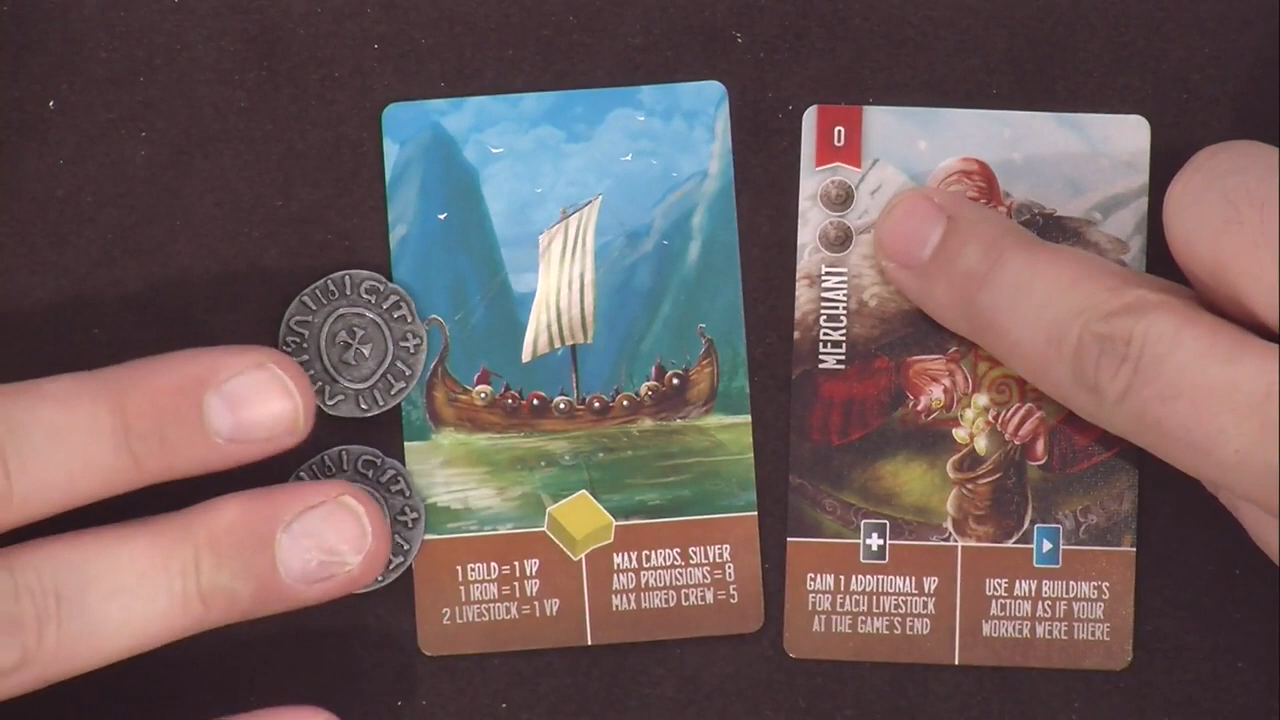 1 GOLD = 1 VP
1 IRON = 1 VP
2 LIVESTOCK = 1 VP
MAX CARDS, SILVER
AND PROVISIONS = 8
MAX HIRED CREW = 5
0
MERCHANT
GAIN 1 ADDITIONAL VP
FOR EACH LIVESTOCK
AT THE GAME'S END
USE ANY BUILDING'S
ACTION AS IF YOUR
WORKER WERE THERE